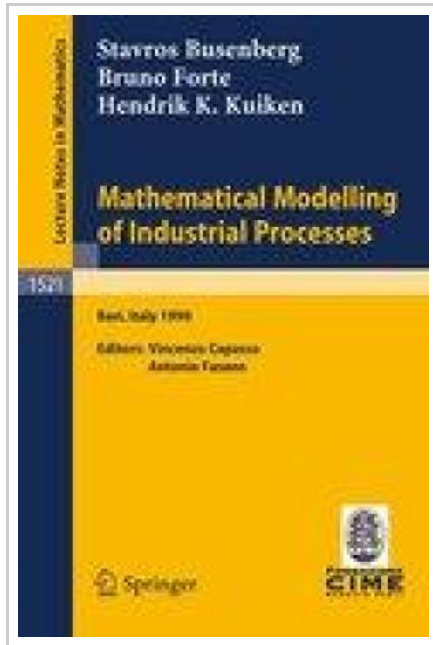 Stavros Busenberg
Bruno Forte
Hendrik K. Kuiken
Lecture Notes in Mathematics
Mathematical Modelling
of Industrial Processes
1521
Bari, Italy 1990
Editors: Vincenzo Capasso
Antonio Fasano
Springer
CIME